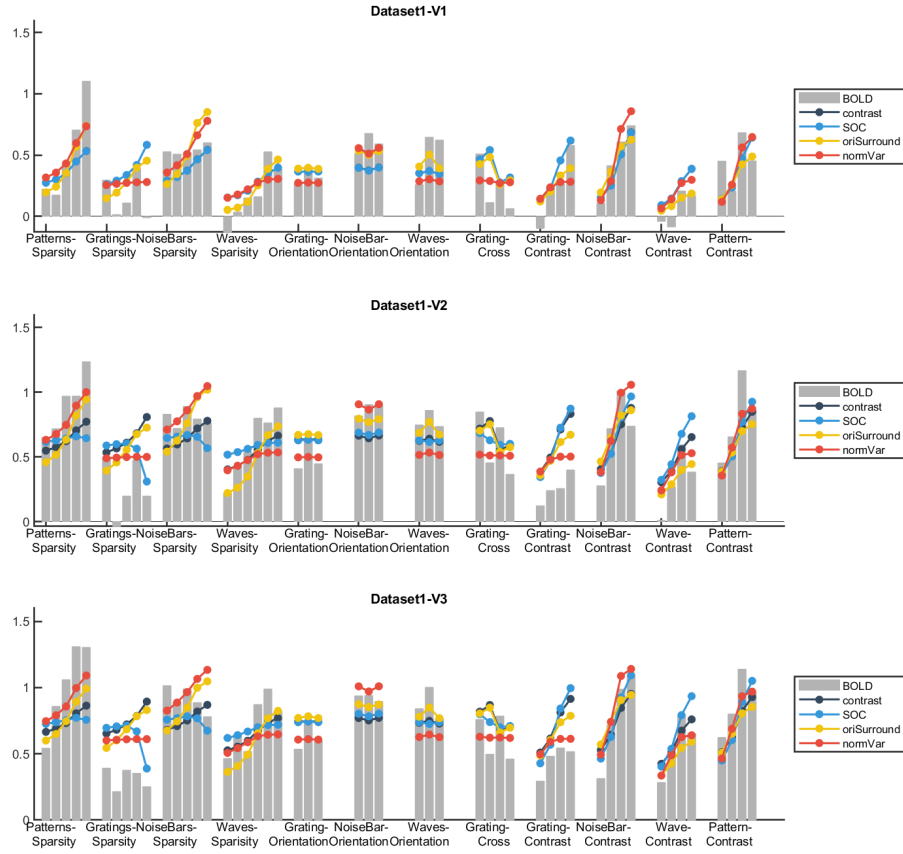 Dataset1-V1
1.5
1
0.5
0
Patterns- Gratings-NoiseBars- Waves- Grating- NoiseBar- Waves- Grating- Grating- NoiseBar- Wave- Pattern-
Sparsity Sparsity Sparsity Sparsity Orientation Orientation Orientation Cross Contrast Contrast Contrast Contrast
BOLD
contrast
SOC
oriSurround
normVar
Dataset1-V2
1.5
1
0.5
0
Patterns- Gratings-NoiseBars- Waves- Grating- NoiseBar- Waves- Grating- Grating- NoiseBar- Wave- Pattern-
Sparsity Sparsity Sparsity Sparsity Orientation Orientation Orientation Cross Contrast Contrast Contrast Contrast
BOLD
contrast
SOC
oriSurround
normVar
Dataset1-V3
1.5
1
0.5
0
Patterns- Gratings-NoiseBars- Waves- Grating- NoiseBar- Waves- Grating- Grating- NoiseBar- Wave- Pattern-
Sparsity Sparsity Sparsity Sparsity Orientation Orientation Orientation Cross Contrast Contrast Contrast Contrast
BOLD
contrast
SOC
oriSurround
normVar